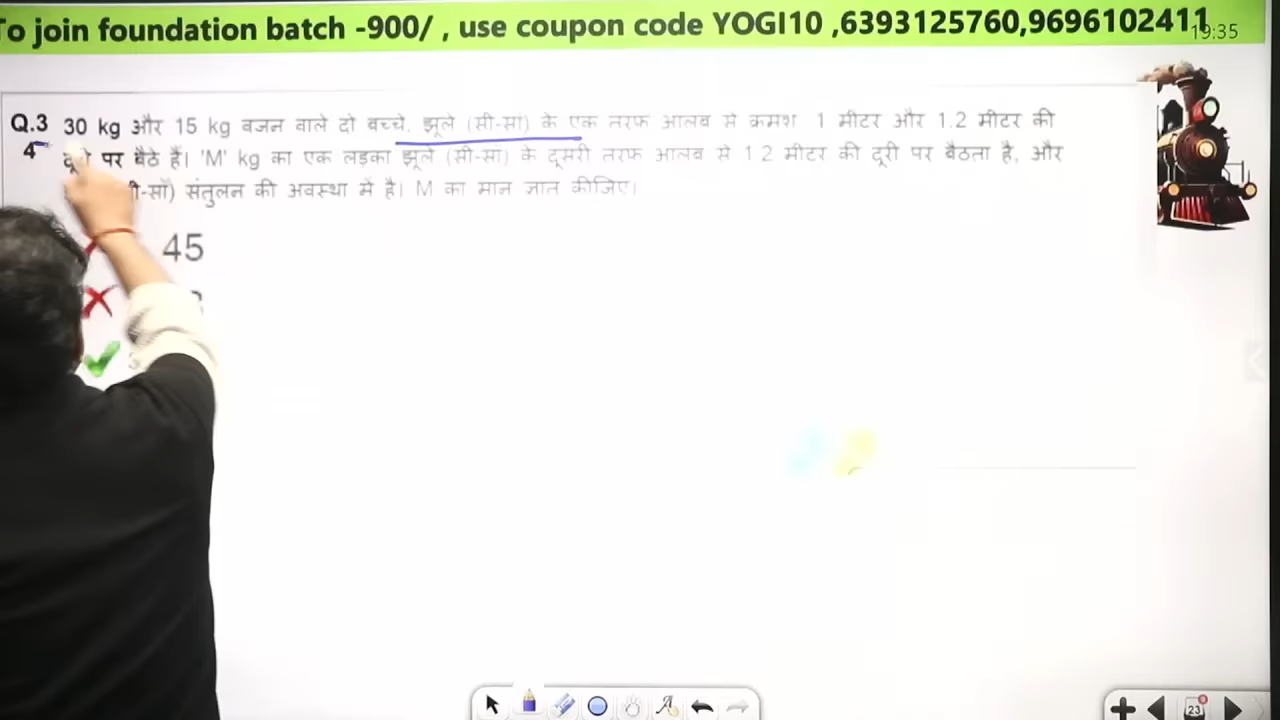 To join foundation batch -900/ , use coupon code YOGI10 ,6393125760,9696102411
19:35
Q.3 30 kg और 15 kg वजन वाले दो बच्चे, झूले (सी-सॉ) के एक तरफ आलंब से क्रमश 1 मीटर और 1.2 मीटर की
4 पर बैठे हैं। 'M' kg का एक लड़का झूले (सी-सॉ) के दूसरी तरफ आलंब से 1.2 मीटर की दूरी पर बैठता है, और
संतुलन की अवस्था में है। M का मान ज्ञात कीजिए।
45
23